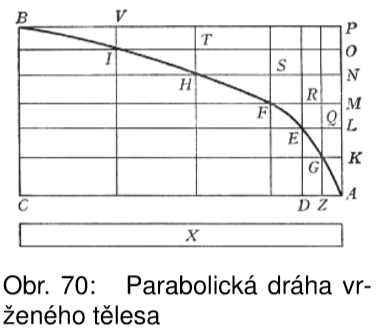 B V P
T O
I S N
H R M
F Q L
E
G K
C D Z A
X
Obr. 70: Parabolická dráha vr-
ženého tělesa